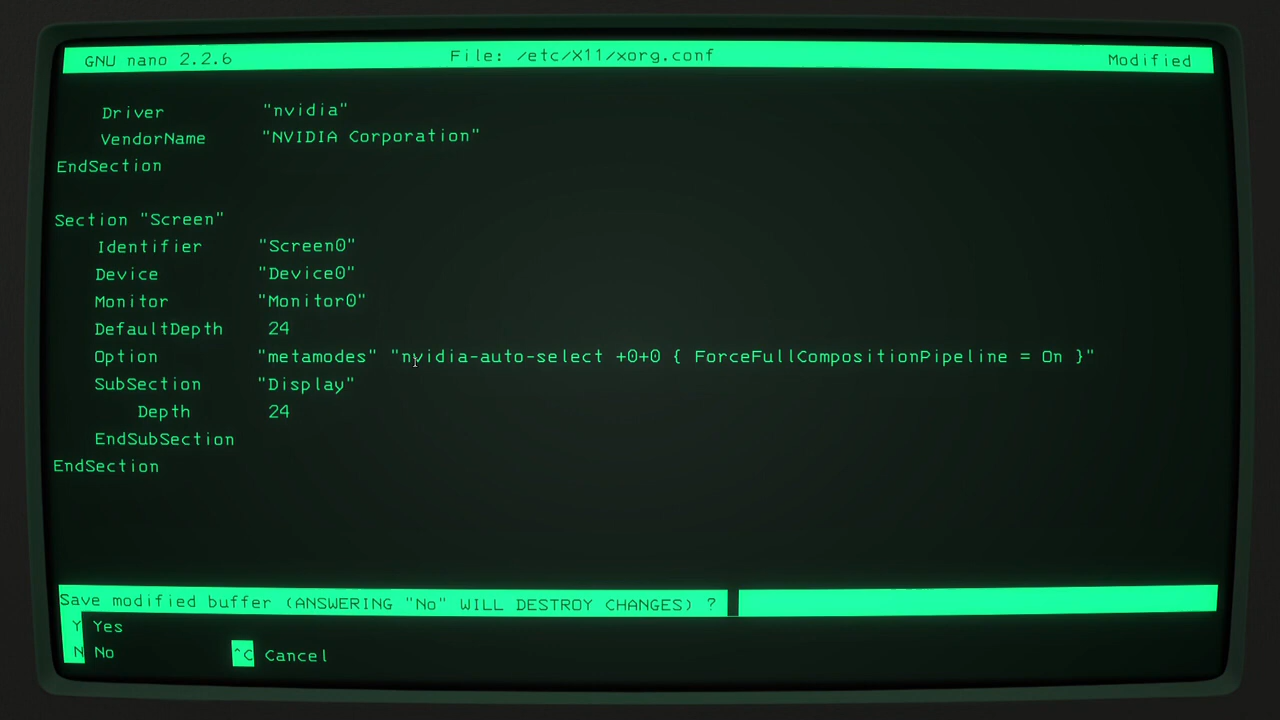 GNU nano 2.2.6 File: /etc/X11/xorg.conf Modified
Driver "nvidia"
VendorName "NVIDIA Corporation"
EndSection
Section "Screen"
Identifier "Screen0"
Device "Device0"
Monitor "Monitor0"
DefaultDepth 24
Option "metamodes" "nvidia-auto-select +0+0 { ForceFullCompositionPipeline = On }"
SubSection "Display"
Depth 24
EndSubSection
EndSection
Save modified buffer (ANSWERING "No" WILL DESTROY CHANGES) ?
Y Yes
N No ^C Cancel